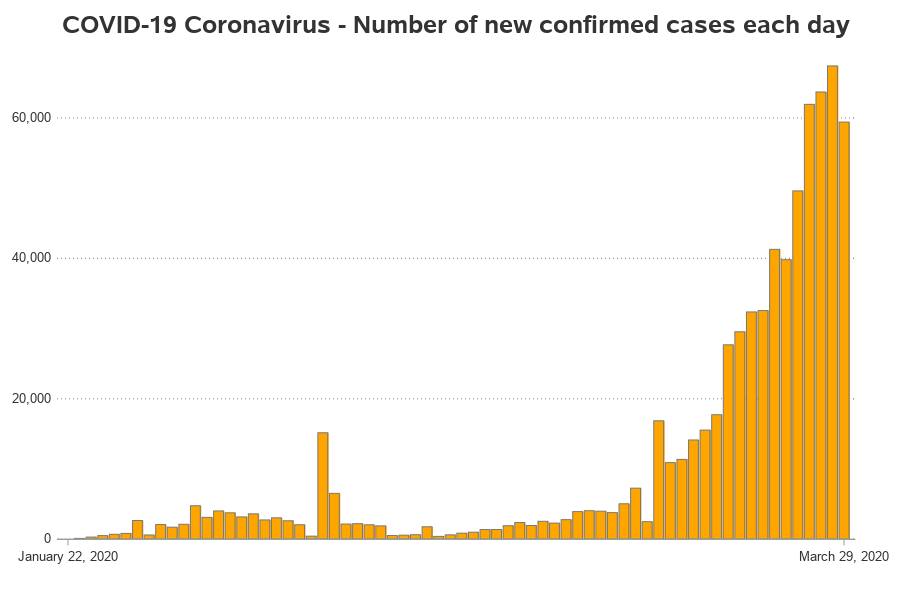 COVID-19 Coronavirus - Number of new confirmed cases each day
60,000
40,000
20,000
0
January 22, 2020 March 29, 2020